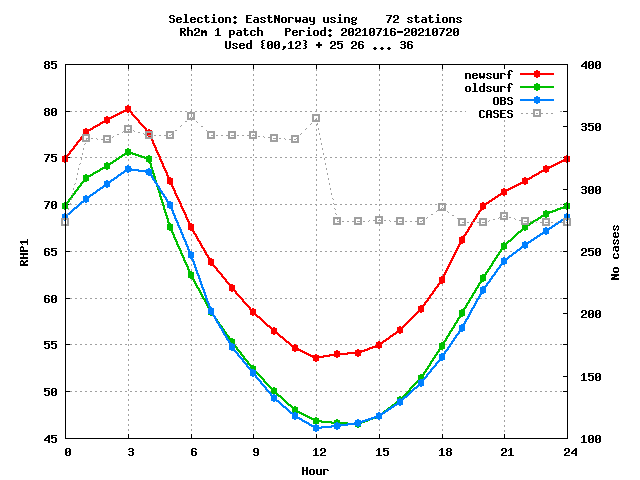 Selection: EastNorway using    72 stations
Rh2m 1 patch   Period: 20210716-20210720
Used {00,12} + 25 26 ... 36
85 400
80 350
75 300
70 250
65 200
60 150
55 100
50
45
newsurf
oldsurf
OBS
CASES
RHP1
No cases
0 3 6 9 12 15 18 21 24
Hour